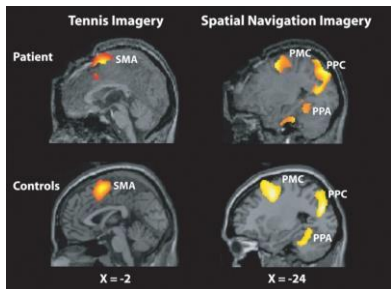 Tennis Imagery Spatial Navigation Imagery
Patient
SMA
PMC
PPC
PPA
Controls
SMA
PMC
PPC
PPA
X = -2 X = -24